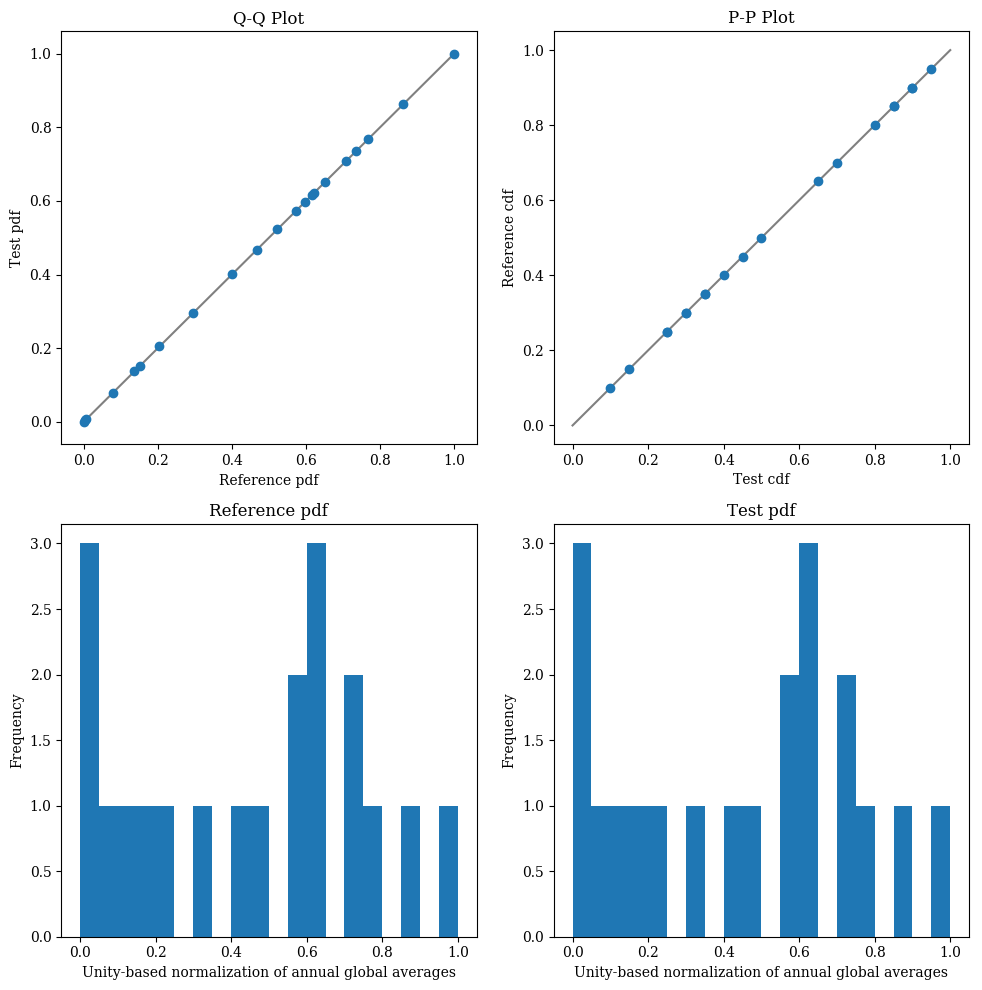 Q-Q Plot
1.0
0.8
0.6
0.4
0.2
0.0
Test pdf
0.0 0.2 0.4 0.6 0.8 1.0
Reference pdf
P-P Plot
1.0
0.8
0.6
0.4
0.2
0.0
Reference cdf
0.0 0.2 0.4 0.6 0.8 1.0
Test cdf
Reference pdf
3.0
2.5
2.0
1.5
1.0
0.5
0.0
Frequency
0.0 0.2 0.4 0.6 0.8 1.0
Unity-based normalization of annual global averages
Test pdf
3.0
2.5
2.0
1.5
1.0
0.5
0.0
Frequency
0.0 0.2 0.4 0.6 0.8 1.0
Unity-based normalization of annual global averages